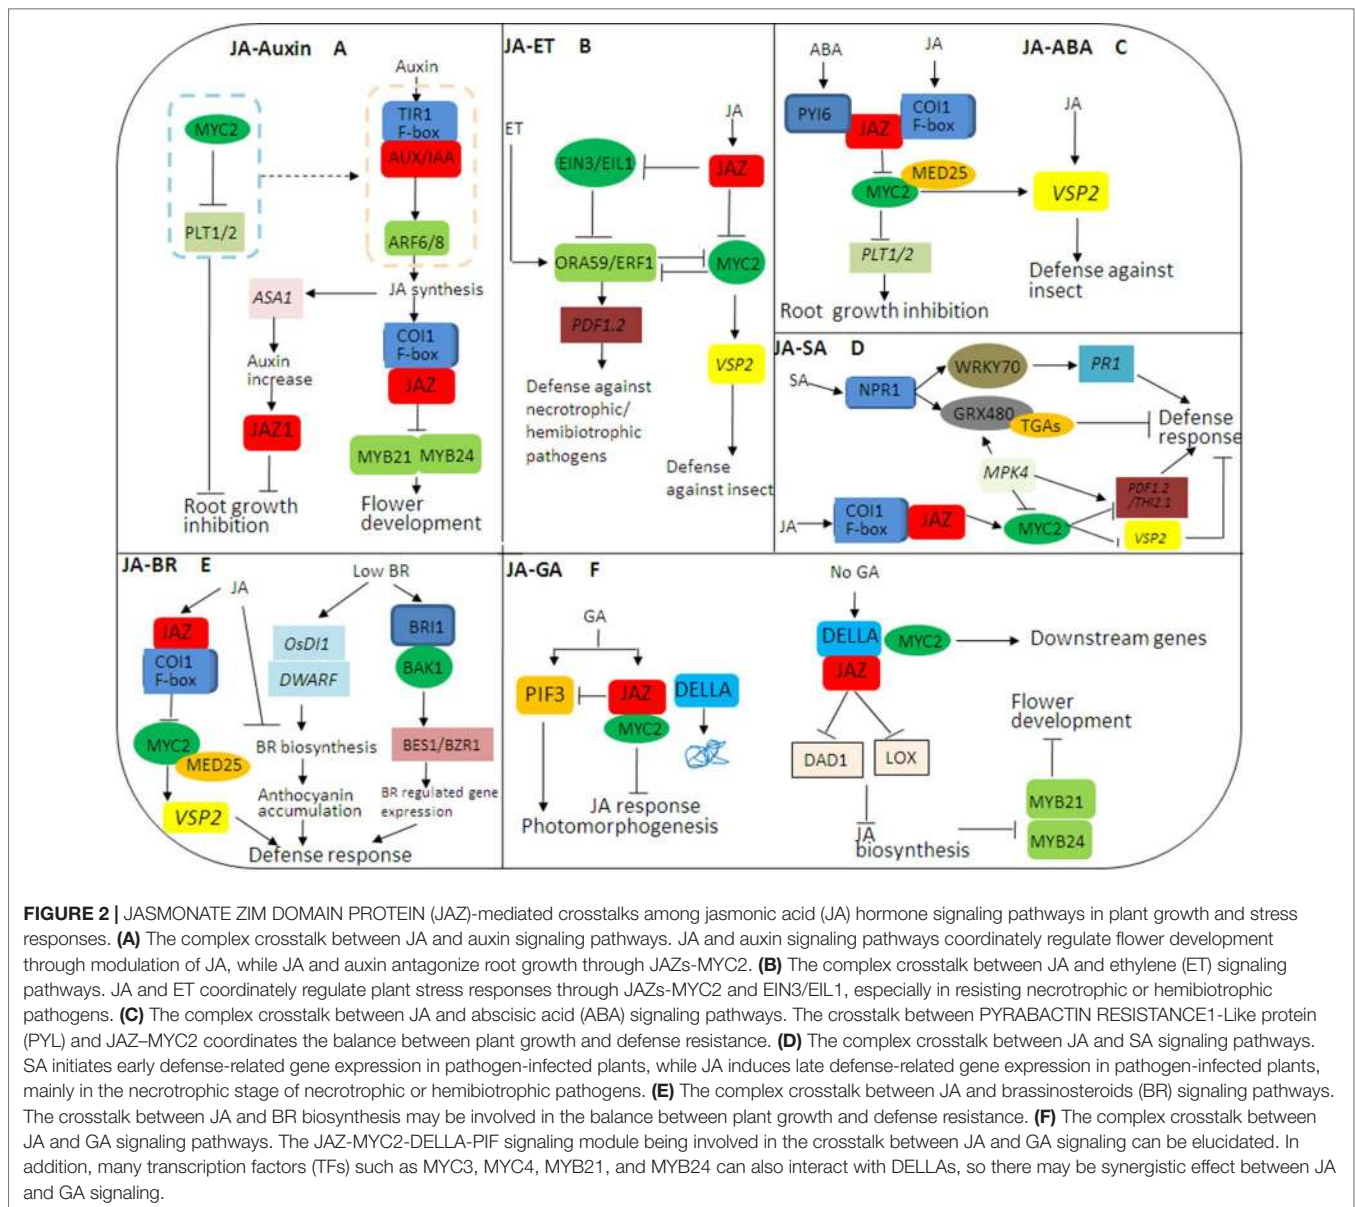 JA-Auxin A
Auxin
MYC2
TIR1
F-box
AUX/IAA
PLT1/2
ARF6/8
ASA1
JA synthesis
Auxin
increase
COI1
F-box
JAZ
JAZ1
MYB21
MYB24
Root growth
inhibition
Flower
development
JA-ET B
ET
JA
EIN3/EIL1
JAZ
ORA59/ERF1
MYC2
PDF1.2
VSP2
Defense against
necrotrophic/
hemibiotrophic
pathogens
Defense
against insect
JA-ABA C
ABA
JA
JA
PYI6
COI1
F-box
JAZ
MED25
MYC2
VSP2
PLT1/2
Defense against
insect
Root growth inhibition
JA-SA D
SA
NPR1
WRKY70
PR1
GRX480
TGAs
Defense
response
MPK4
PDF1.2
/THI2.1
JA
COI1
F-box
JAZ
MYC2
VSP2
JA-BR E
JA
Low BR
JAZ
COI1
F-box
OsDI1
DWARF
BRI1
BAK1
MYC2
MED25
BR biosynthesis
BES1/BZR1
VSP2
Anthocyanin
accumulation
BR regulated gene
expression
Defense response
JA-GA F
GA
PIF3
JAZ
DELLA
MYC2
JA response
Photomorphogenesis
No GA
DELLA
MYC2
Downstream genes
JAZ
DAD1
LOX
Flower
development
MYB21
MYB24
JA
biosynthesis
FIGURE 2 | JASMONATE ZIM DOMAIN PROTEIN (JAZ)-mediated crosstalks among jasmonic acid (JA) hormone signaling pathways in plant growth and stress
responses. (A) The complex crosstalk between JA and auxin signaling pathways. JA and auxin signaling pathways coordinately regulate flower development
through modulation of JA, while JA and auxin antagonize root growth through JAZs-MYC2. (B) The complex crosstalk between JA and ethylene (ET) signaling
pathways. JA and ET coordinately regulate plant stress responses through JAZs-MYC2 and EIN3/EIL1, especially in resisting necrotrophic or hemibiotrophic
pathogens. (C) The complex crosstalk between JA and abscisic acid (ABA) signaling pathways. The crosstalk between PYRABACTIN RESISTANCE1-Like protein
(PYL) and JAZ–MYC2 coordinates the balance between plant growth and defense resistance. (D) The complex crosstalk between JA and SA signaling pathways.
SA initiates early defense-related gene expression in pathogen-infected plants, while JA induces late defense-related gene expression in pathogen-infected plants,
mainly in the necrotrophic stage of necrotrophic or hemibiotrophic pathogens. (E) The complex crosstalk between JA and brassinosteroids (BR) signaling pathways.
The crosstalk between JA and BR biosynthesis may be involved in the balance between plant growth and defense resistance. (F) The complex crosstalk between
JA and GA signaling pathways. The JAZ-MYC2-DELLA-PIF signaling module being involved in the crosstalk between JA and GA signaling can be elucidated. In
addition, many transcription factors (TFs) such as MYC3, MYC4, MYB21, and MYB24 can also interact with DELLAs, so there may be synergistic effect between JA
and GA signaling.